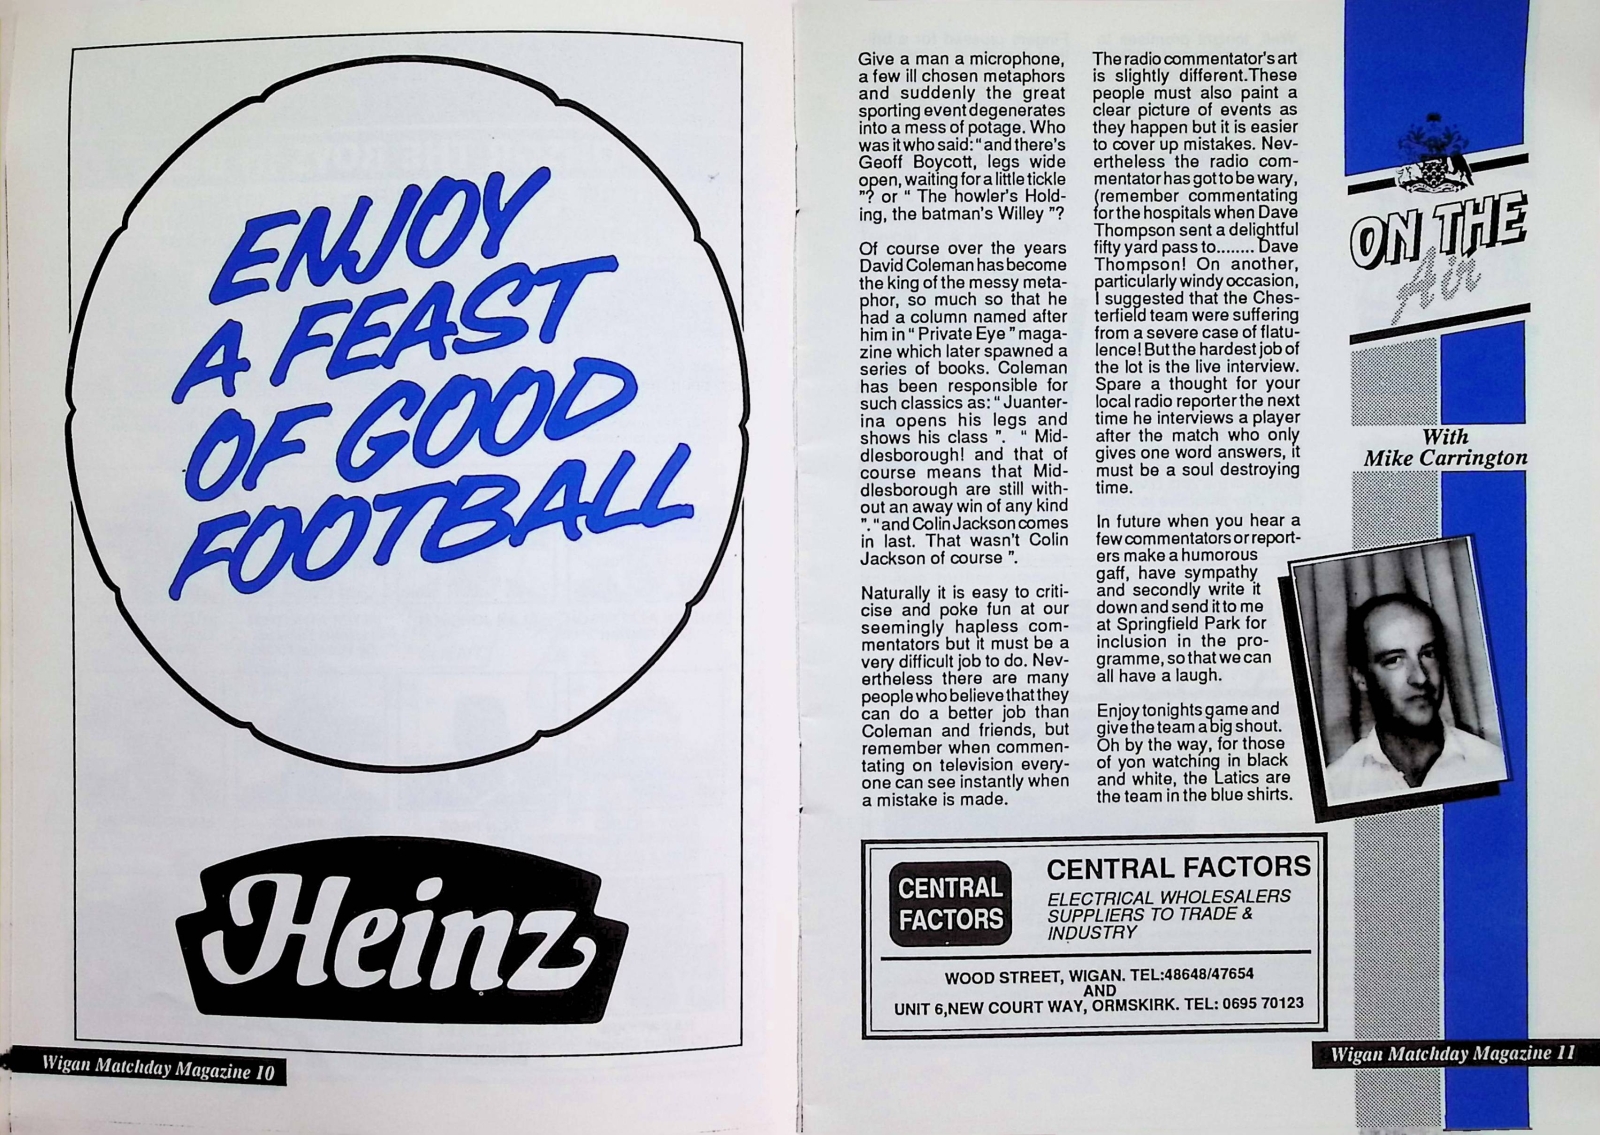 ENJOY
A FEAST
OF GOOD
FOOTBALL
Heinz
Wigan Matchday Magazine 10
Give a man a microphone,
a few ill chosen metaphors
and suddenly the great
sporting event degenerates
into a mess of potage. Who
was it who said: “ and there's
Geoff Boycott, legs wide
open, waiting for a little tickle
”? or “ The howler's Hold-
ing, the batman's Willey ”?
Of course over the years
David Coleman has become
the king of the messy meta-
phor, so much so that he
had a column named after
him in “ Private Eye ” maga-
zine which later spawned a
series of books. Coleman
has been responsible for
such classics as: “ Juanter-
ina opens his legs and
shows his class ”. “ Mid-
dlesborough! and that of
course means that Mid-
dlesborough are still with-
out an away win of any kind
”. “and Colin Jackson comes
in last. That wasn't Colin
Jackson of course ”.
Naturally it is easy to criti-
cise and poke fun at our
seemingly hapless com-
mentators but it must be a
very difficult job to do. Nev-
ertheless there are many
people who believe that they
can do a better job than
Coleman and friends, but
remember when commen-
tating on television every-
one can see instantly when
a mistake is made.
The radio commentator's art
is slightly different.These
people must also paint a
clear picture of events as
they happen but it is easier
to cover up mistakes. Nev-
ertheless the radio com-
mentator has got to be wary,
(remember commentating
for the hospitals when Dave
Thompson sent a delightful
fifty yard pass to........ Dave
Thompson! On another,
particularly windy occasion,
I suggested that the Ches-
terfield team were suffering
from a severe case of flatu-
lence! But the hardest job of
the lot is the live interview.
Spare a thought for your
local radio reporter the next
time he interviews a player
after the match who only
gives one word answers, it
must be a soul destroying
time.
In future when you hear a
few commentators or report-
ers make a humorous
gaff, have sympathy
and secondly write it
down and send it to me
at Springfield Park for
inclusion in the pro-
gramme, so that we can
all have a laugh.
Enjoy tonights game and
give the team a big shout.
Oh by the way, for those
of yon watching in black
and white, the Latics are
the team in the blue shirts.
ON THE
Air
With
Mike Carrington
CENTRAL
FACTORS
CENTRAL FACTORS
ELECTRICAL WHOLESALERS
SUPPLIERS TO TRADE &
INDUSTRY
WOOD STREET, WIGAN. TEL:48648/47654
AND
UNIT 6,NEW COURT WAY, ORMSKIRK. TEL: 0695 70123
Wigan Matchday Magazine 11